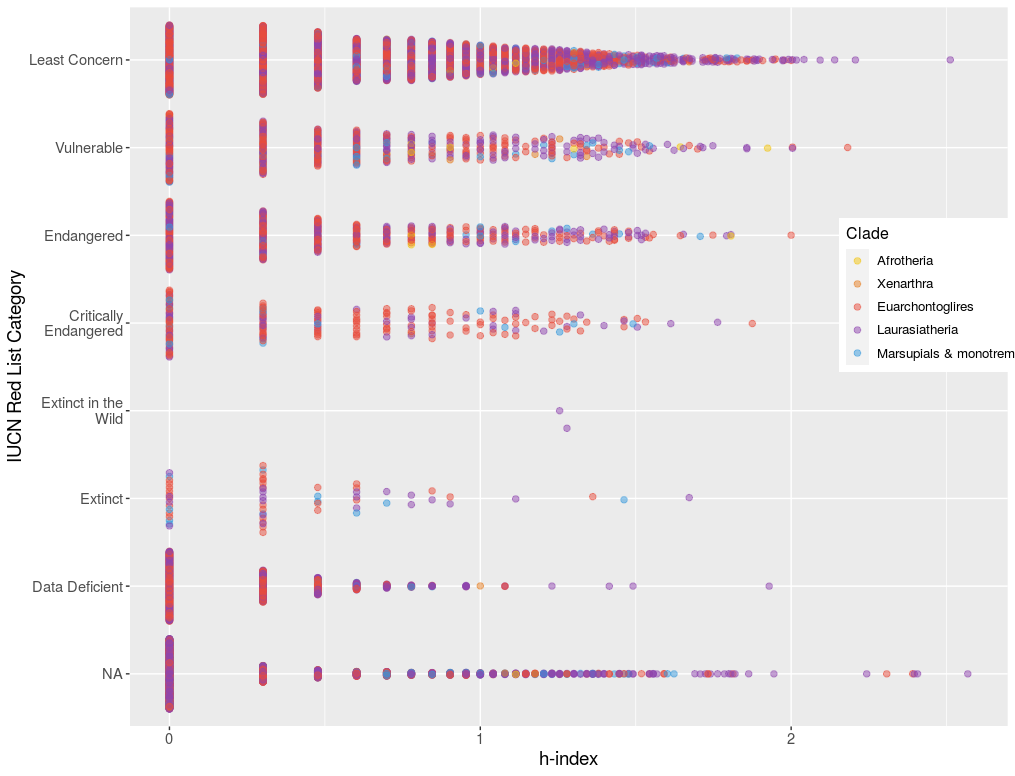 Least Concern
Vulnerable
Endangered
Critically
Endangered
Extinct in the
Wild
Extinct
Data Deficient
NA
IUCN Red List Category
0
1
2
h-index
Clade
Afrotheria
Xenarthra
Euarchontoglires
Laurasiatheria
Marsupials & monotrem